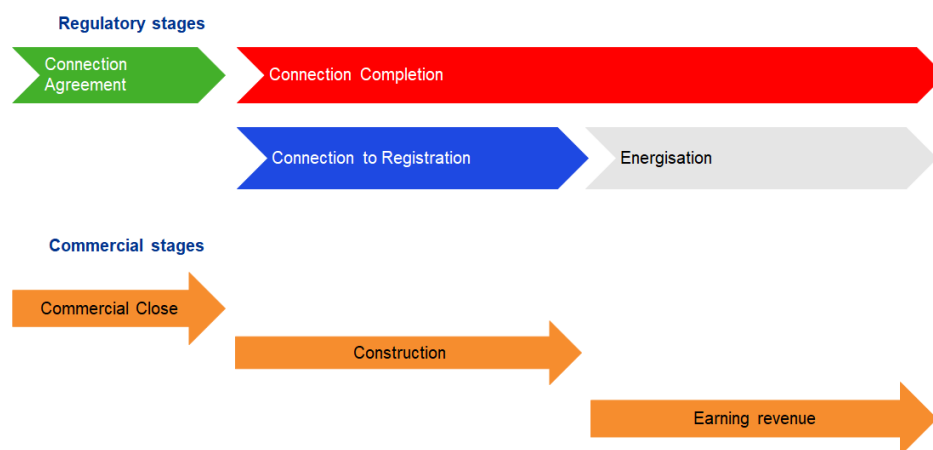 Regulatory stages
Connection
Agreement
Connection Completion
Connection to Registration
Energisation
Commercial stages
Commercial Close
Construction
Earning revenue